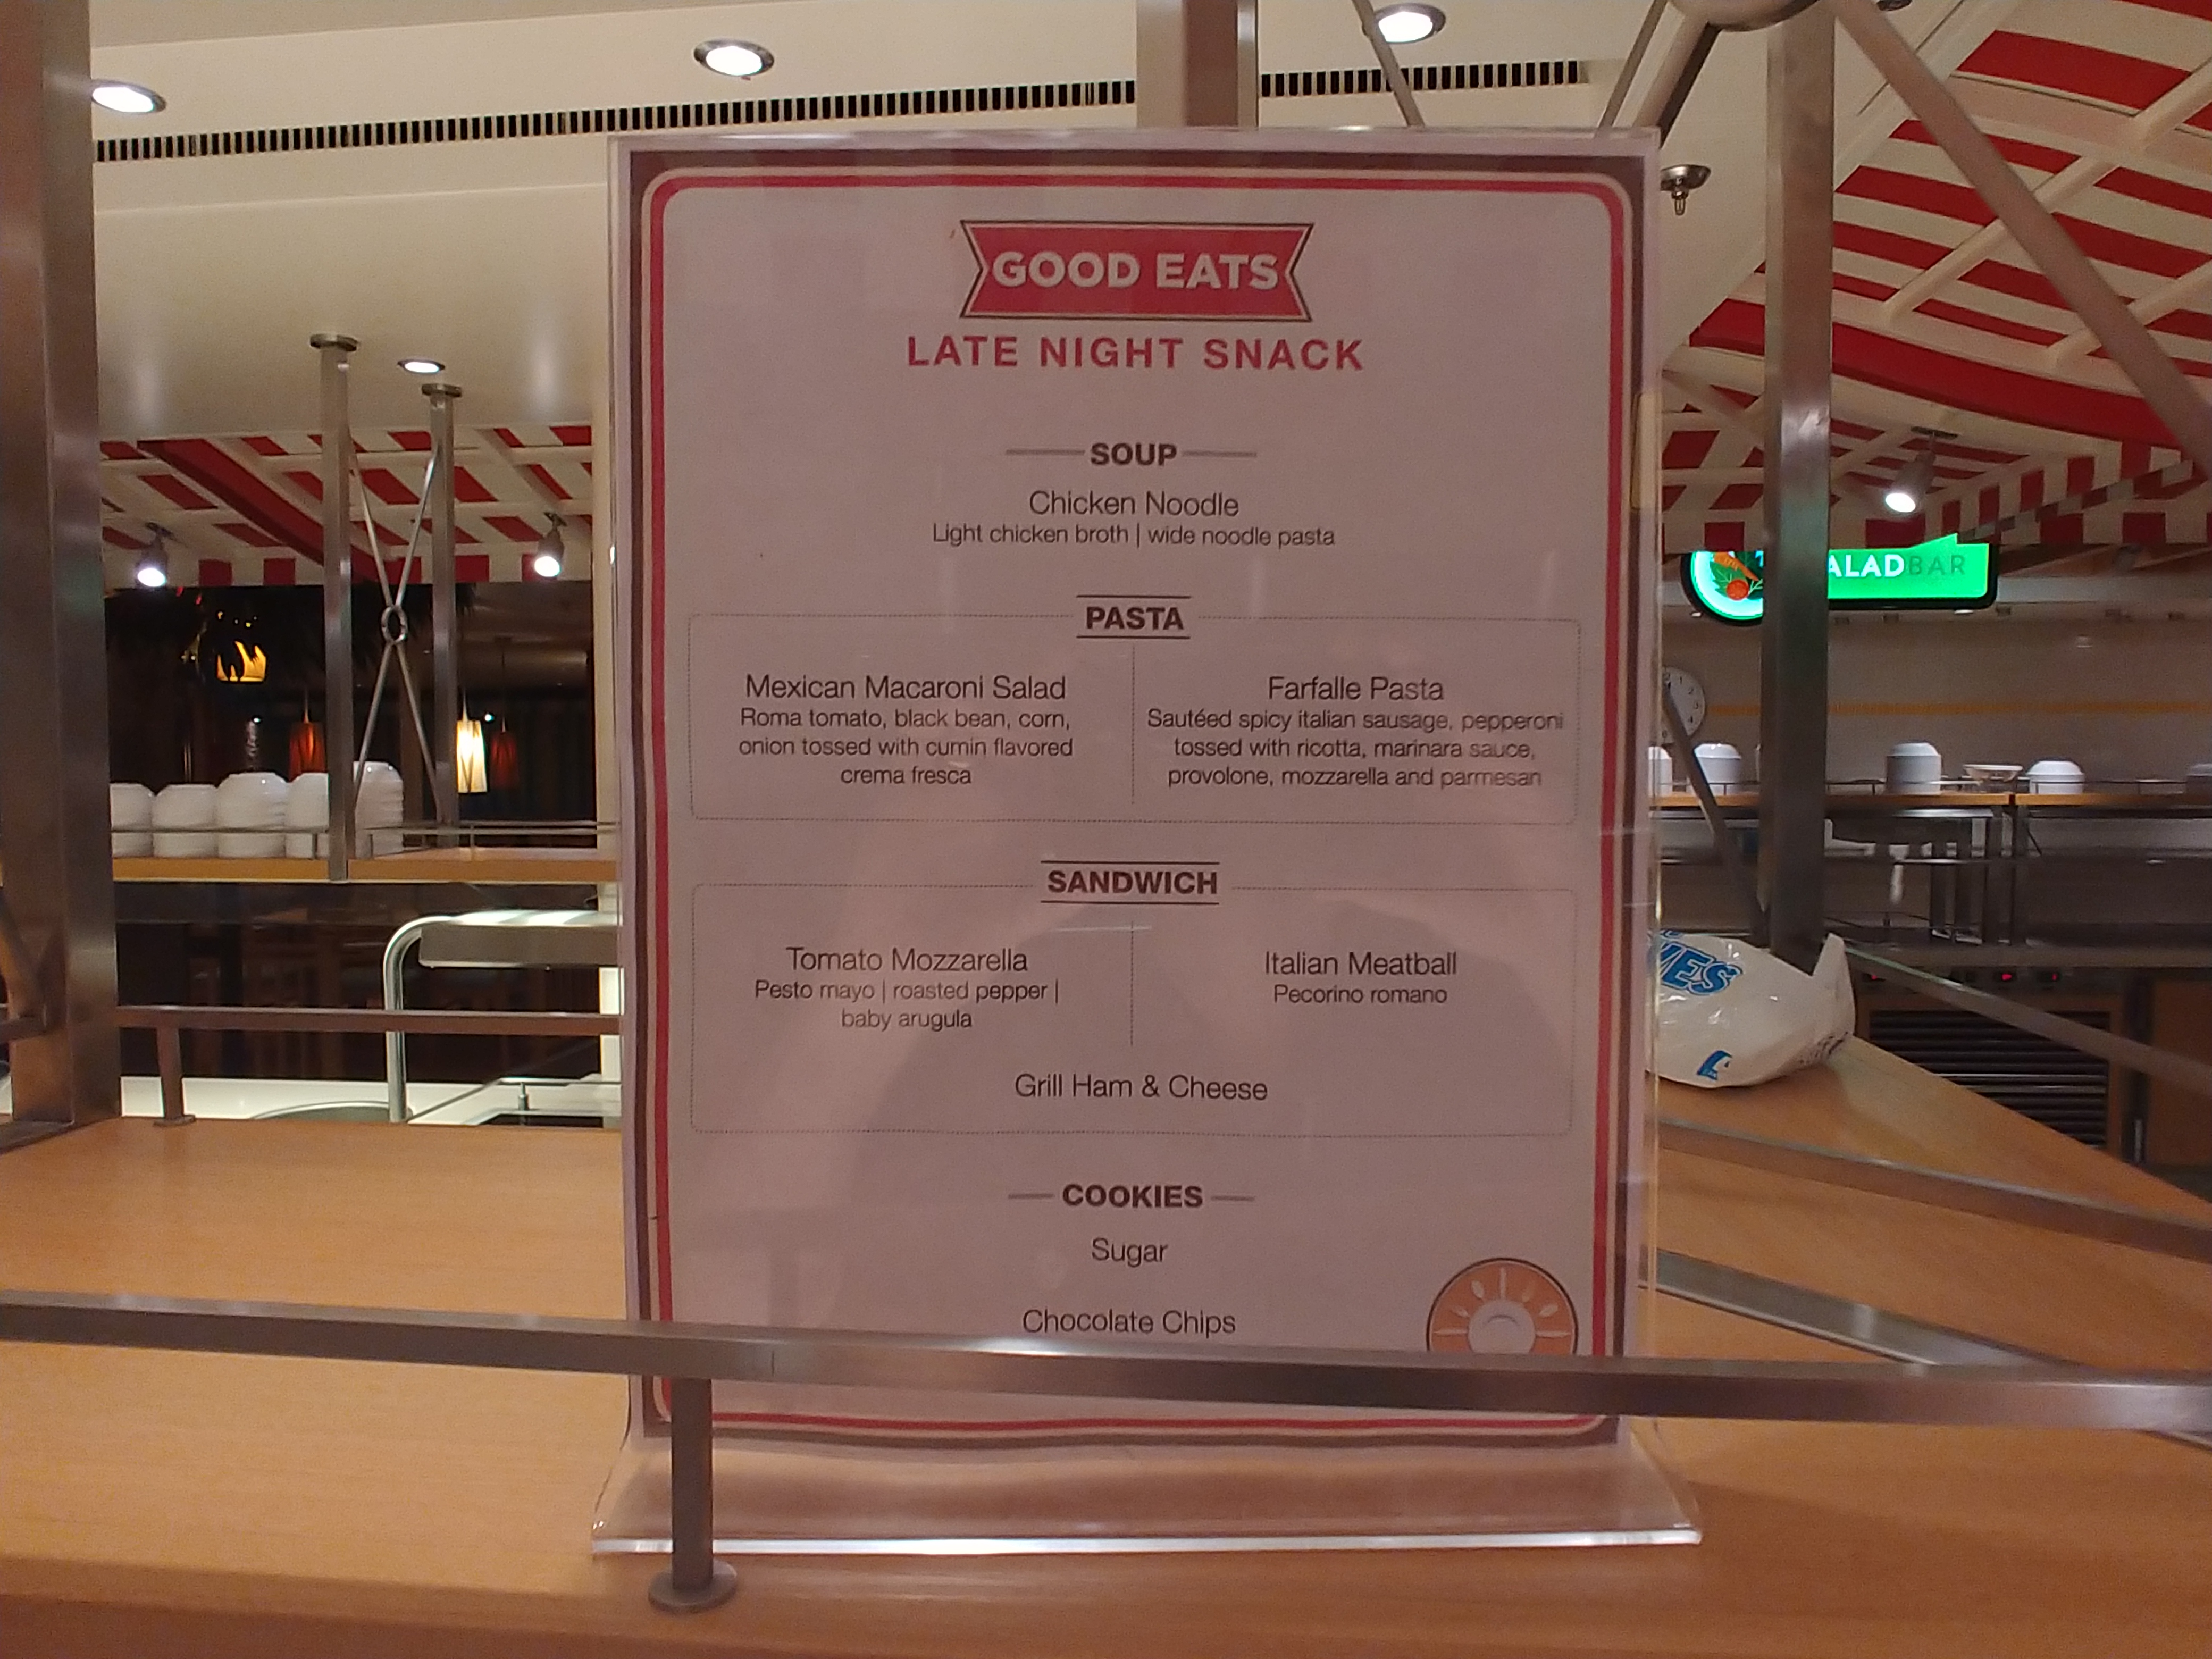 GOOD EATS
LATE NIGHT SNACK
SOUP
Chicken Noodle
Light chicken broth | wide noodle pasta
PASTA
Mexican Macaroni Salad
Roma tomato, black bean, corn,
onion tossed with cumin flavored
crema fresca
Farfalle Pasta
Sautéed spicy italian sausage, pepperoni
tossed with ricotta, marinara sauce,
provolone, mozzarella and parmesan
SANDWICH
Tomato Mozzarella
Pesto mayo | roasted pepper |
baby arugula
Italian Meatball
Pecorino romano
Grill Ham & Cheese
COOKIES
Sugar
Chocolate Chips
ALADBAR